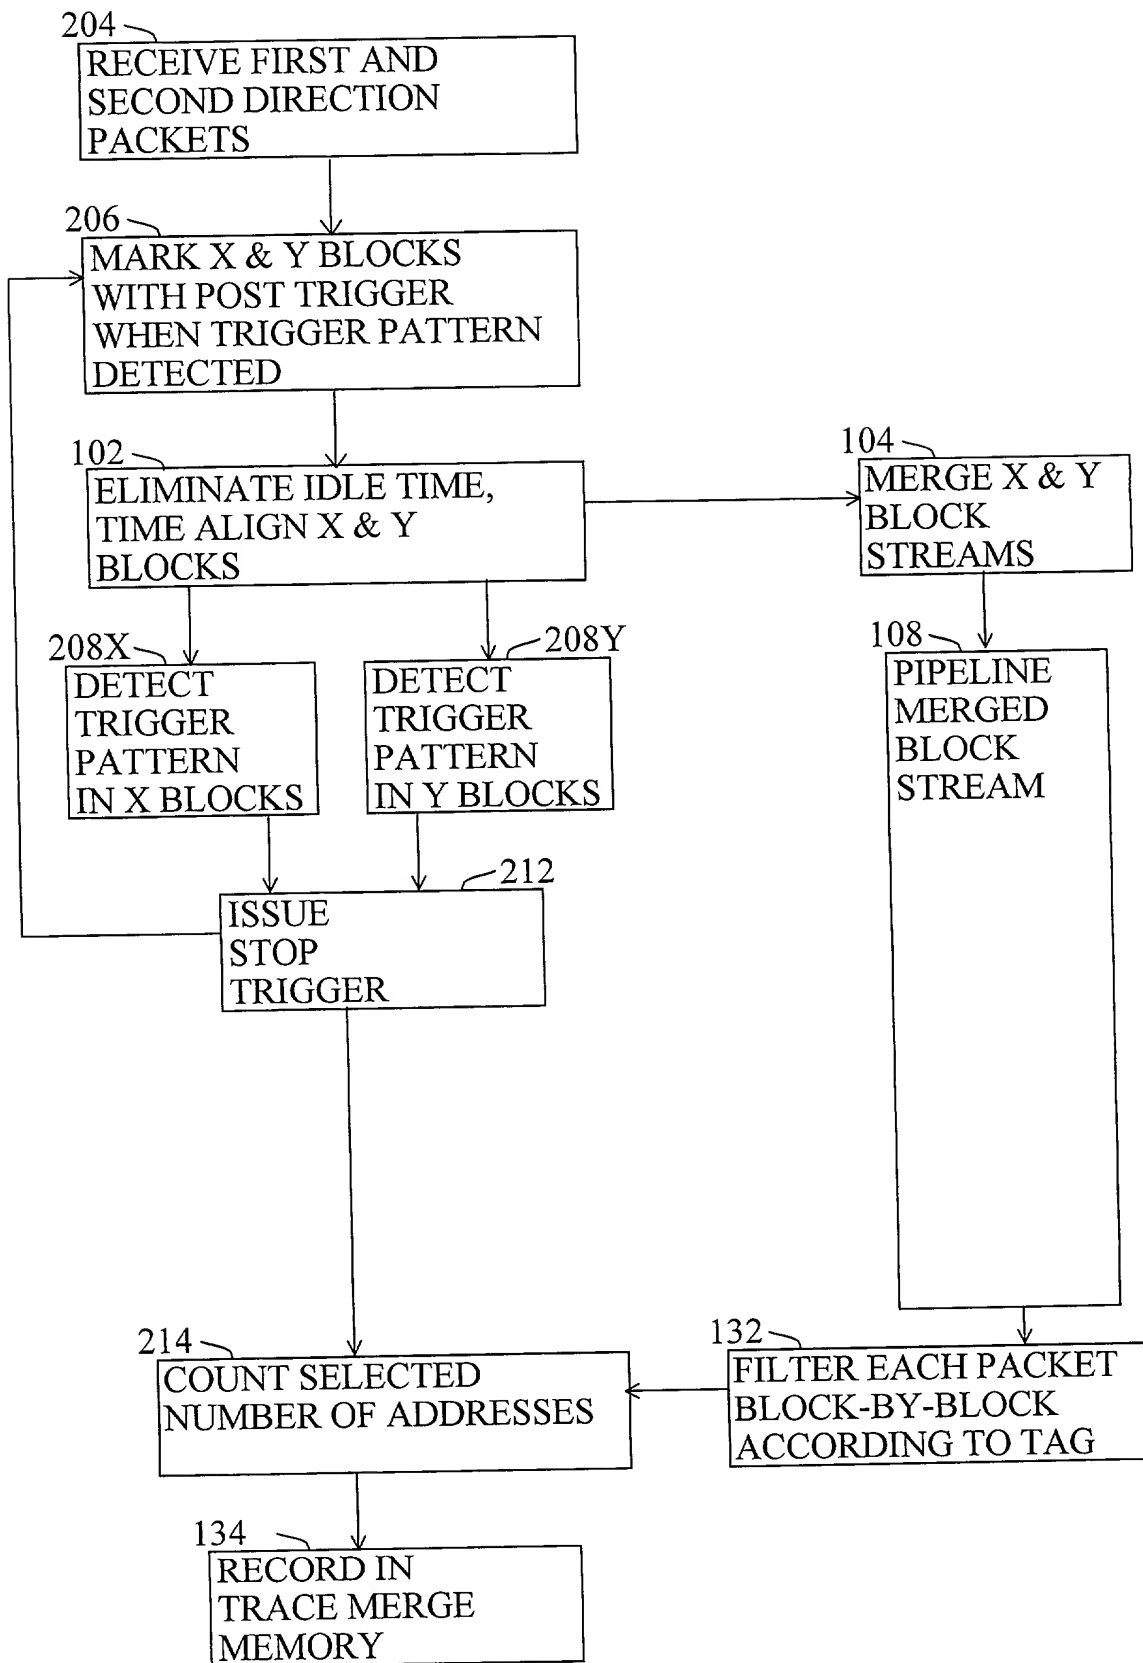 204
RECEIVE FIRST AND
SECOND DIRECTION
PACKETS
206
MARK X & Y BLOCKS
WITH POST TRIGGER
WHEN TRIGGER PATTERN
DETECTED
102
ELIMINATE IDLE TIME,
TIME ALIGN X & Y
BLOCKS
104
MERGE X & Y
BLOCK
STREAMS
208X
DETECT
TRIGGER
PATTERN
IN X BLOCKS
208Y
DETECT
TRIGGER
PATTERN
IN Y BLOCKS
108
PIPELINE
MERGED
BLOCK
STREAM
212
ISSUE
STOP
TRIGGER
214
COUNT SELECTED
NUMBER OF ADDRESSES
132
FILTER EACH PACKET
BLOCK-BY-BLOCK
ACCORDING TO TAG
134
RECORD IN
TRACE MERGE
MEMORY